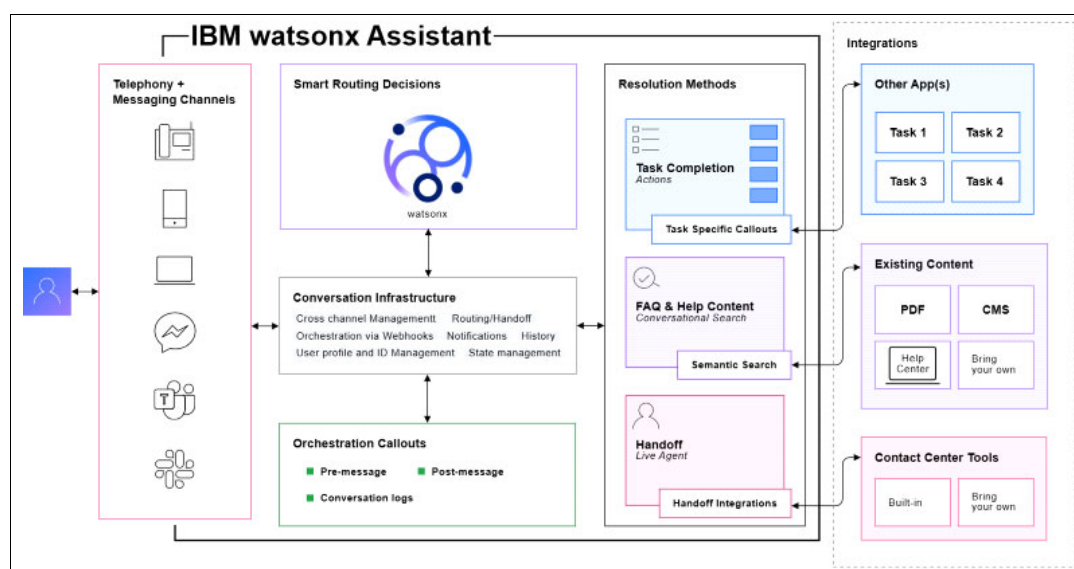 IBM watsonx Assistant
Telephony +
Messaging Channels
T
Smart Routing Decisions
watsonx
Conversation Infrastructure
Cross channel Managementt Routing/Handoff
Orchestration via Webhooks Notifications History
User profile and ID Management State management
Orchestration Callouts
Pre-message Post-message
Conversation logs
Resolution Methods
Task Completion
Actions
Task Specific Callouts
FAQ & Help Content
Conversational Search
Semantic Search
Handoff
Live Agent
Handoff Integrations
Integrations
Other App(s)
Task 1 Task 2
Task 3 Task 4
Existing Content
PDF CMS
Help
Center
Bring
your own
Contact Center Tools
Built-in
Bring
your own